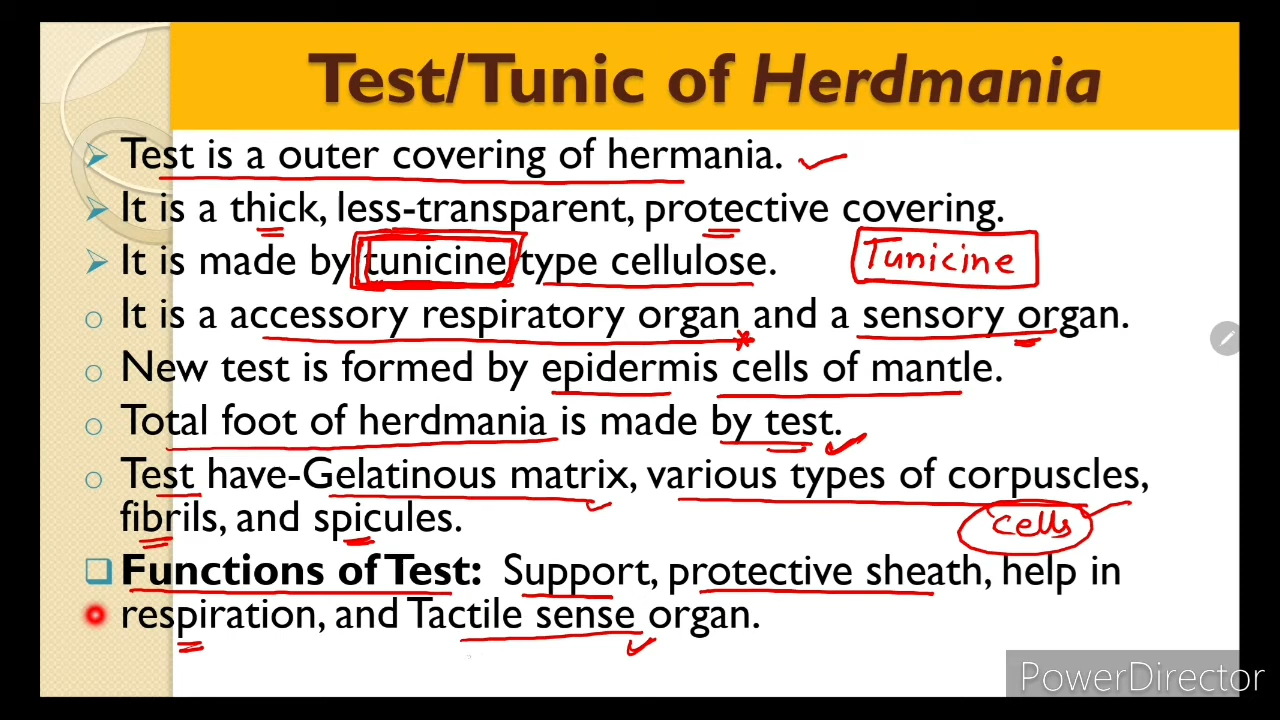 Test/Tunic of Herdmania
Test is a outer covering of hermania.
It is a thick, less-transparent, protective covering.
It is made by tunicine type cellulose. Tunicine
It is a accessory respiratory organ and a sensory organ.
New test is formed by epidermis cells of mantle.
Total foot of herdmania is made by test.
Test have-Gelatinous matrix, various types of corpuscles,
fibrils, and spicules. cells
Functions of Test: Support, protective sheath, help in
respiration, and Tactile sense organ.
PowerDirector